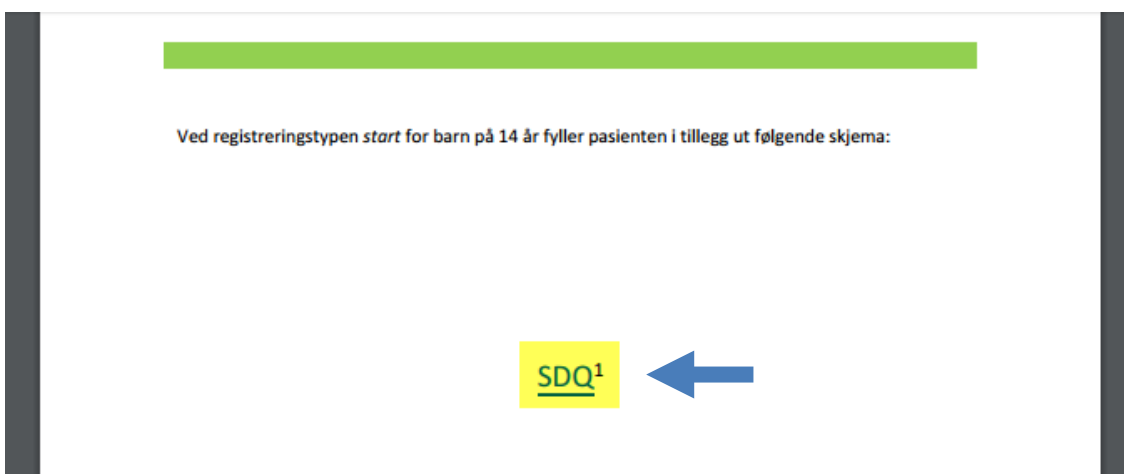 Ved registreringstypen start for barn på 14 år fyller pasienten i tillegg ut følgende skjema:
SDQ¹